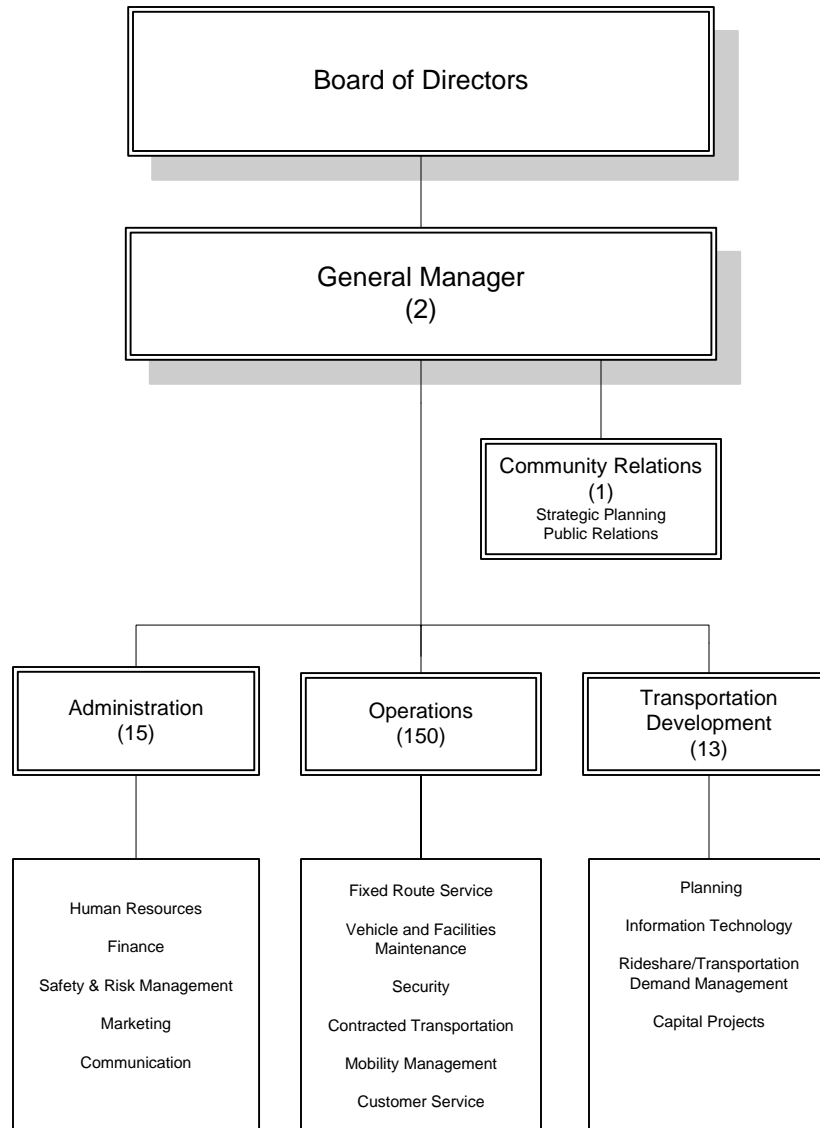 Board of Directors
General Manager
(2)
Community Relations
(1)
Strategic Planning
Public Relations
Administration
(15)
Operations
(150)
Transportation
Development
(13)
Human Resources
Finance
Safety & Risk Management
Marketing
Communication
Fixed Route Service
Vehicle and Facilities
Maintenance
Security
Contracted Transportation
Mobility Management
Customer Service
Planning
Information Technology
Rideshare/Transportation
Demand Management
Capital Projects